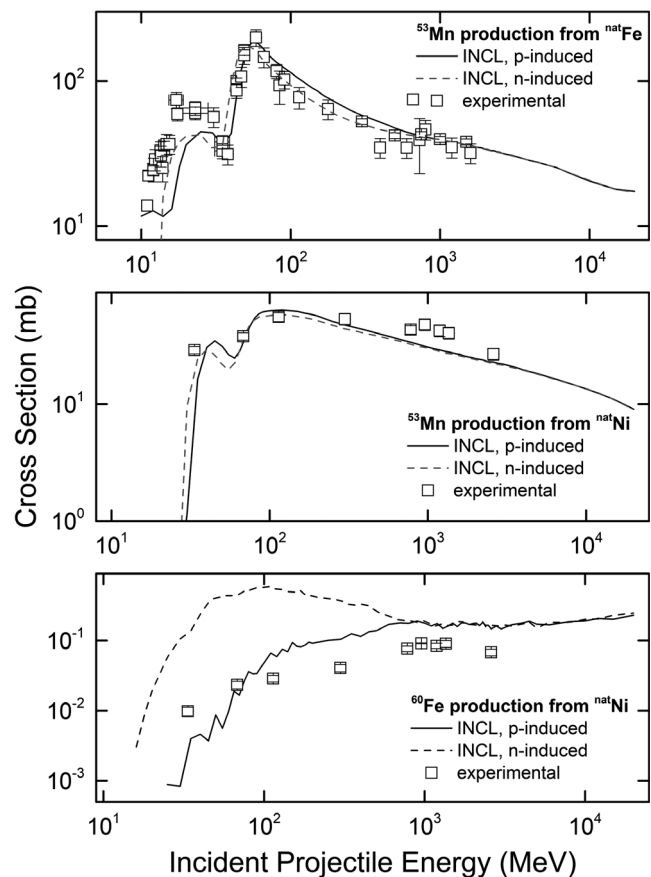 ⁵³Mn production from ⁿᵃᵗFe
INCL, p-induced
INCL, n-induced
experimental
10²
10¹
10¹ 10² 10³ 10⁴
⁵³Mn production from ⁿᵃᵗNi
INCL, p-induced
INCL, n-induced
experimental
10¹
10⁰
10¹ 10² 10³ 10⁴
⁶⁰Fe production from ⁿᵃᵗNi
INCL, p-induced
INCL, n-induced
experimental
10⁻¹
10⁻²
10⁻³
10¹ 10² 10³ 10⁴
Cross Section (mb)
Incident Projectile Energy (MeV)